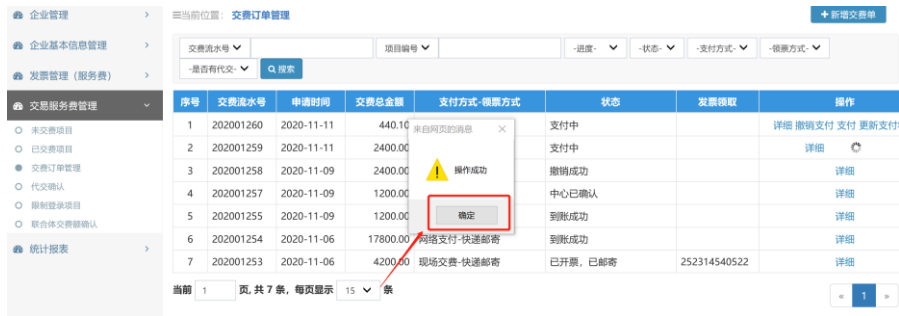 企业管理
企业基本信息管理
发票管理（服务费）
交易服务费管理
未交费项目
已交费项目
交费订单管理
代交确认
限制登录项目
联合体交费额确认
统计报表
当前位置: 交费订单管理
+新增交费单
交费流水号 项目编号 -进度- -状态- -支付方式- -领票方式-
-是否有代交- 搜索
序号 交费流水号 申请时间 交费总金额 支付方式-领票方式 状态 发票领取 操作
1 202001260 2020-11-11 440.10 支付中 详细 撤销支付 支付 更新支付
2 202001259 2020-11-11 2400.00 支付中 详细
3 202001258 2020-11-09 2400.00 撤销成功 详细
4 202001257 2020-11-09 1200.00 中心已确认 详细
5 202001255 2020-11-09 1200.00 到账成功 详细
6 202001254 2020-11-06 17800.00 网络支付-快递邮寄 到账成功 详细
7 202001253 2020-11-06 4200.00 现场交费-快递邮寄 已开票，已邮寄 252314540522 详细
来自网页的消息
操作成功
确定
当前 1 页, 共 7 条，每页显示 15 条
« 1 »